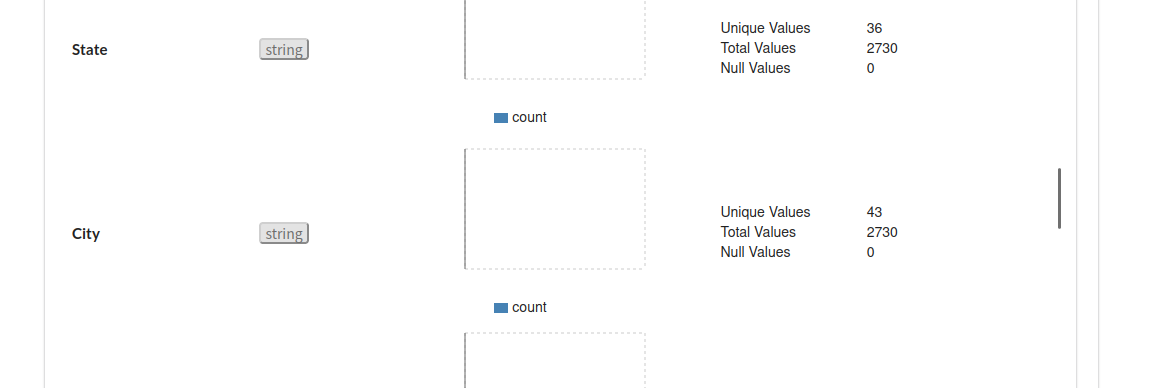 Unique Values 36
State string Total Values 2730
Null Values 0
count
Unique Values 43
City string Total Values 2730
Null Values 0
count